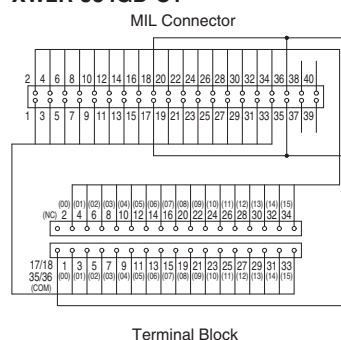 MIL Connector
2 4 6 8 10 12 14 16 18 20 22 24 26 28 30 32 34 36 38 40
1 3 5 7 9 11 13 15 17 19 21 23 25 27 29 31 33 35 37 39
(00) (01) (02) (03) (04) (05) (06) (07) (08) (09) (10) (11) (12) (13) (14) (15)
(NC) 2 4 6 8 10 12 14 16 20 22 24 26 28 30 32 34
17/18 1 3 5 7 9 11 13 15 19 21 23 25 27 29 31 33
35/36 (00) (01) (02) (03) (04) (05) (06) (07) (08) (09) (10) (11) (12) (13) (14) (15)
(COM)
Terminal Block